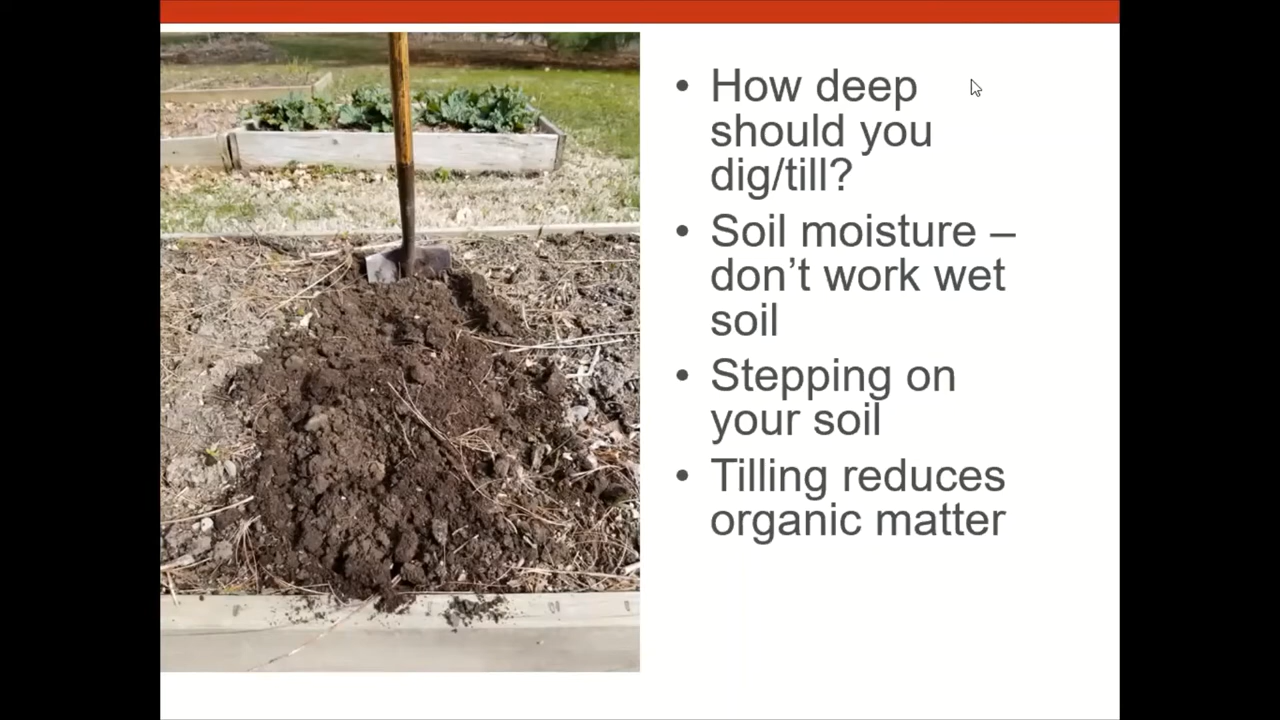 • How deep
should you
dig/till?
• Soil moisture –
don’t work wet
soil
• Stepping on
your soil
• Tilling reduces
organic matter